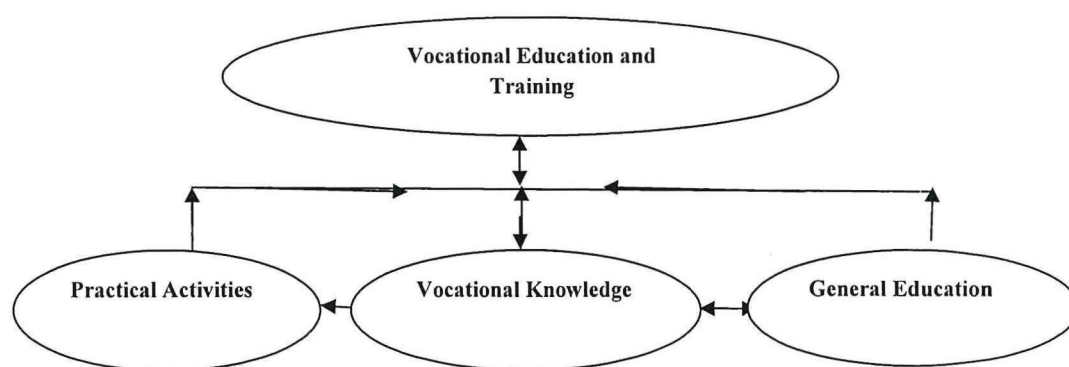 Vocational Education and
Training
Practical Activities
Vocational Knowledge
General Education